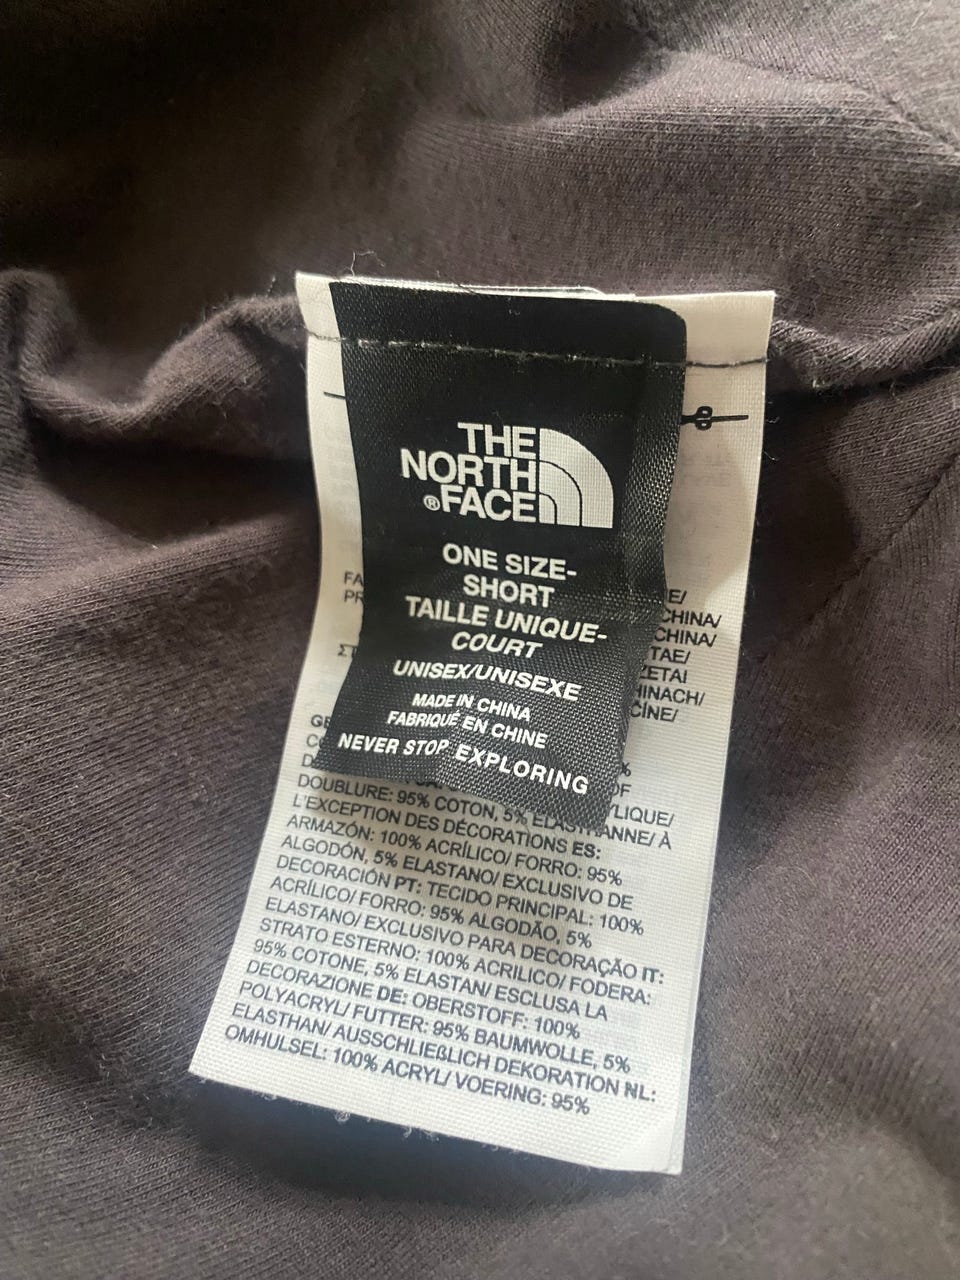 THE
NORTH
®FACE
ONE SIZE-
SHORT
TAILLE UNIQUE-
COURT
UNISEX/UNISEXE
MADE IN CHINA
FABRIQUÉ EN CHINE
NEVER STOP EXPLORING
CHINA/
CHINA/
DOUBLURE: 95% COTON, 5% ÉLASTHANNE/ À
L'EXCEPTION DES DÉCORATIONS ES:
ARMAZÓN: 100% ACRÍLICO/ FORRO: 95%
ALGODÓN, 5% ELASTANO/ EXCLUSIVO DE
DECORACIÓN PT: TECIDO PRINCIPAL: 100%
ACRÍLICO/ FORRO: 95% ALGODÃO, 5%
ELASTANO/ EXCLUSIVO PARA DECORAÇÃO IT:
STRATO ESTERNO: 100% ACRILICO/ FODERA:
95% COTONE, 5% ELASTAN/ ESCLUSA LA
DECORAZIONE DE: OBERSTOFF: 100%
POLYACRYL/ FUTTER: 95% BAUMWOLLE, 5%
ELASTHAN/ AUSSCHLIEßLICH DEKORATION NL:
OMHULSEL: 100% ACRYL/ VOERING: 95%